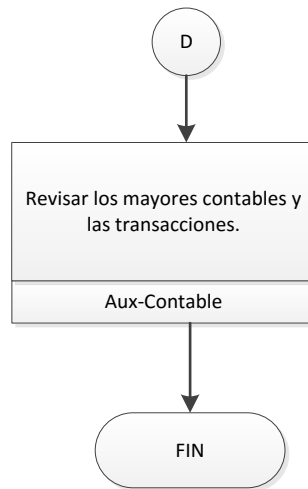 D
Revisar los mayores contables y
las transacciones.
Aux-Contable
FIN